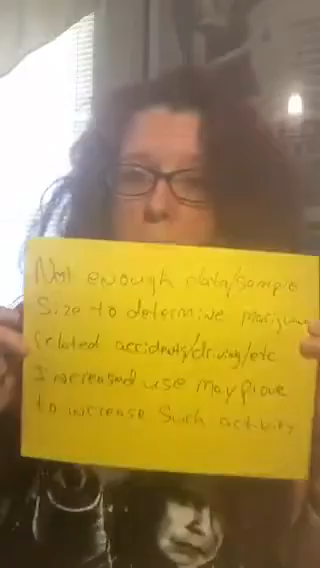 Not enough data/sample
Size to determine marijuana
related accidents/driving/etc
Increased use may prove
to increase such activity